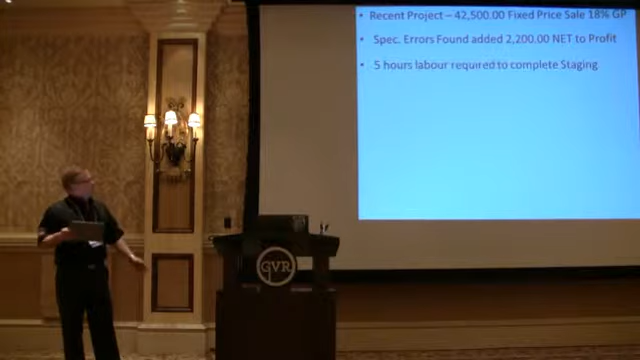 • Recent Project – 42,500.00 Fixed Price Sale 18% GP
• Spec. Errors Found added 2,200.00 NET to Profit
• 5 hours labour required to complete Staging
GVR